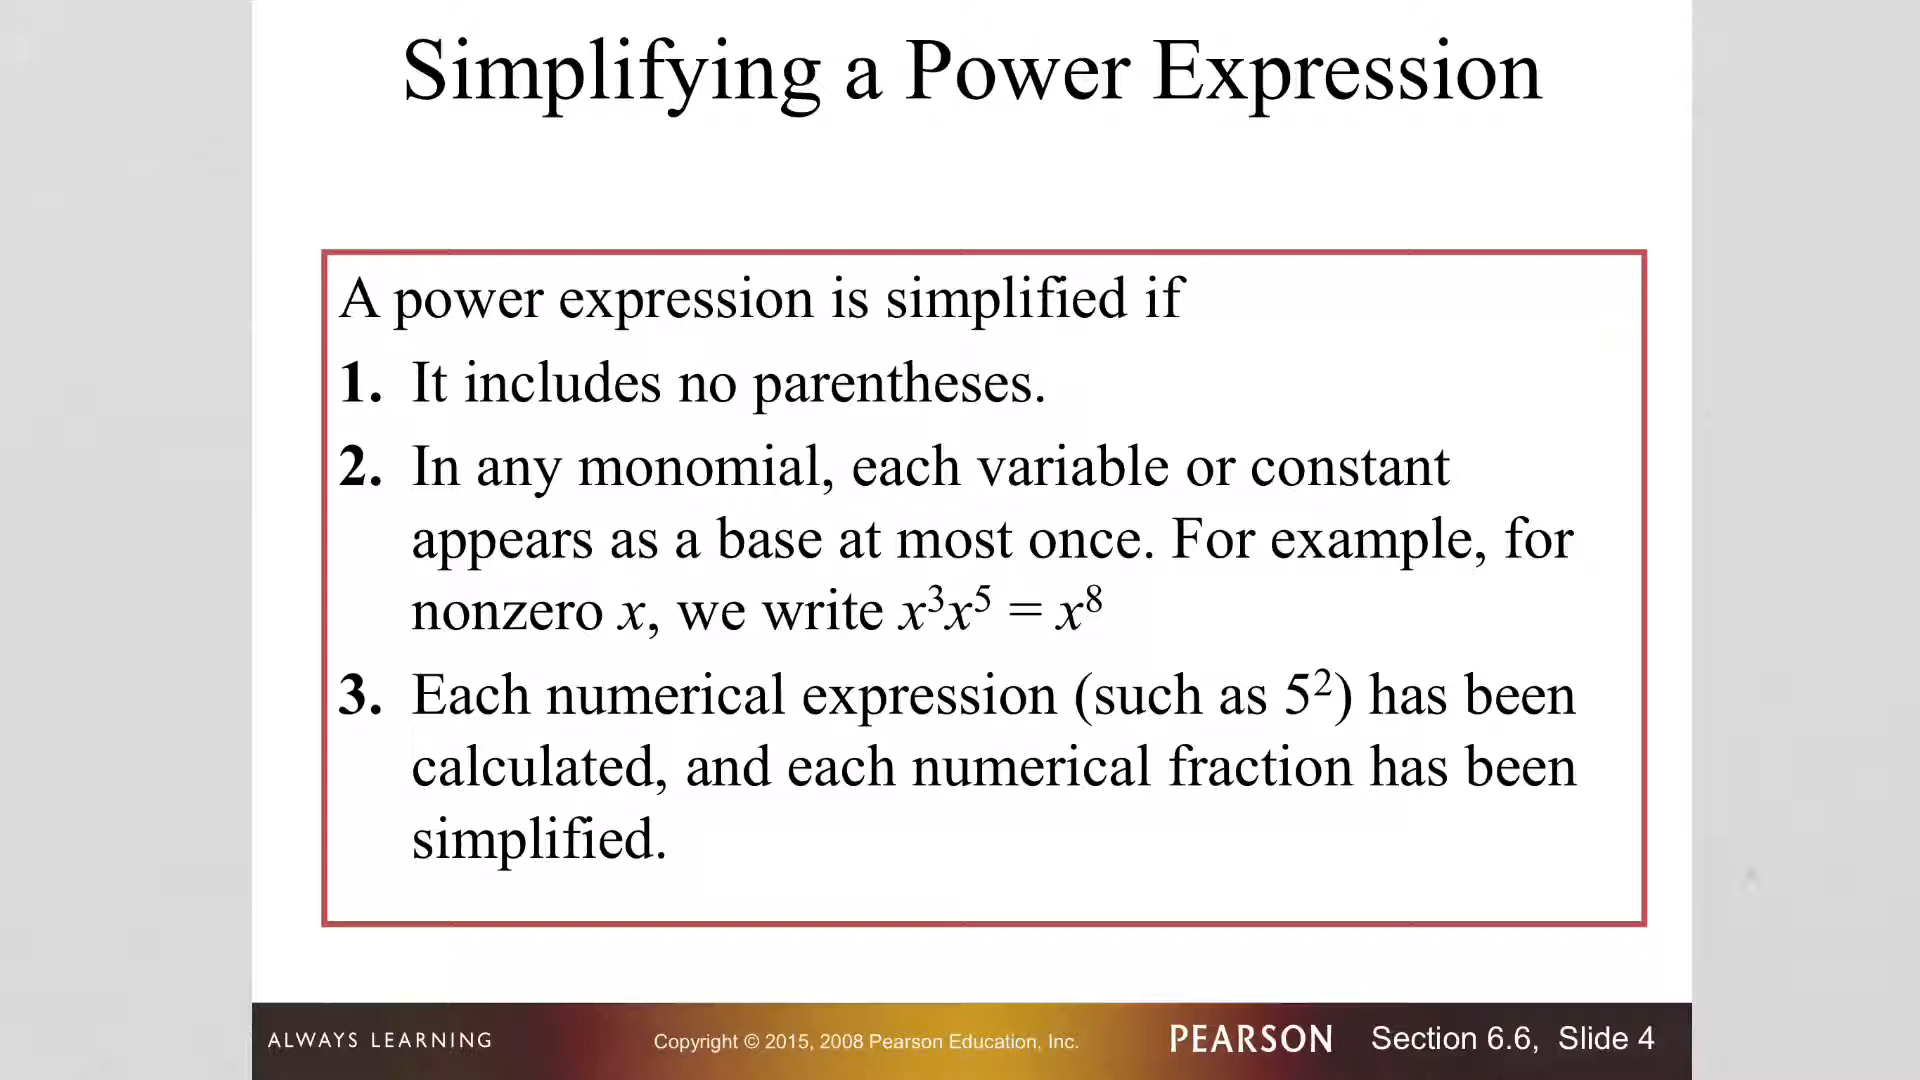 Simplifying a Power Expression
A power expression is simplified if
1. It includes no parentheses.
2. In any monomial, each variable or constant
appears as a base at most once. For example, for
nonzero x, we write x³x⁵ = x⁸
3. Each numerical expression (such as 5²) has been
calculated, and each numerical fraction has been
simplified.
ALWAYS LEARNING Copyright © 2015, 2008 Pearson Education, Inc. PEARSON Section 6.6, Slide 4